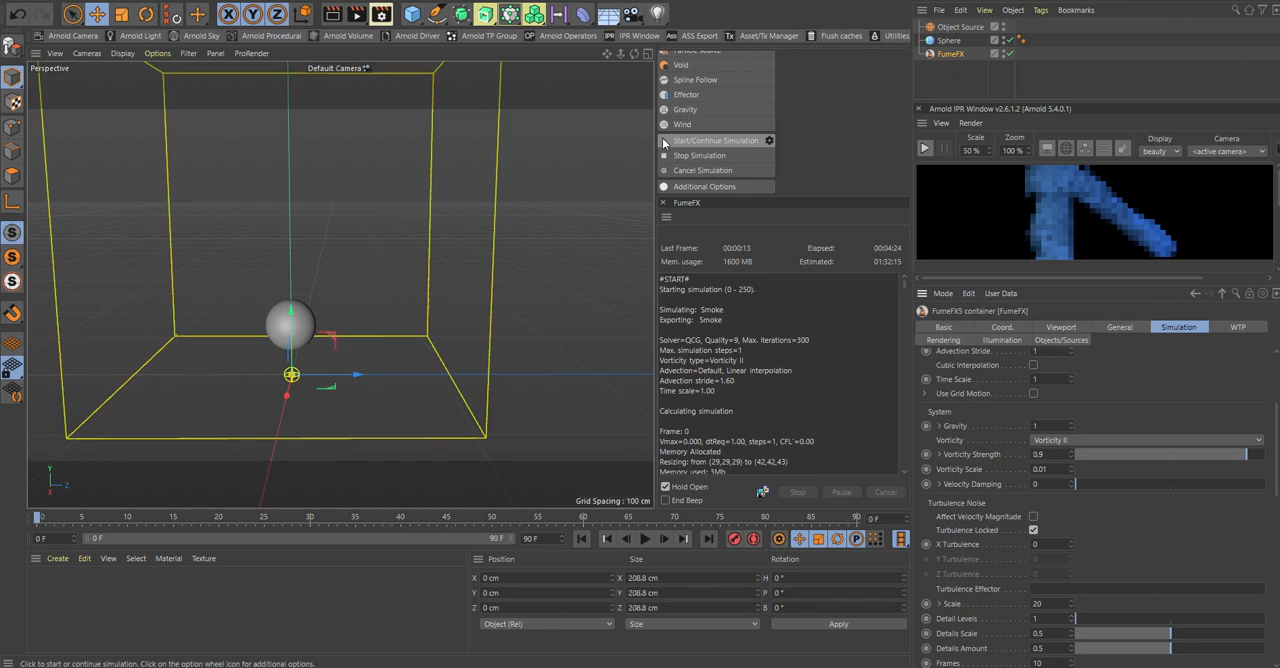 Arnold Camera
Arnold Light
Arnold Sky
Arnold Procedural
Arnold Volume
Arnold Driver
Arnold TP Group
Arnold Operators
IPR Window
ASS Export
Asset/Tx Manager
Flush caches
Utilities
View Cameras Display Options Filter Panel ProRender
Perspective
Default Camera
Grid Spacing : 100 cm
Y
X
Z
Void
Spline Follow
Effector
Gravity
Wind
Start/Continue Simulation
Stop Simulation
Cancel Simulation
Additional Options
FumeFX
Last Frame: 00:00:13 Elapsed: 00:04:24
Mem. usage: 1600 MB Estimated: 01:32:15
#START#
Starting simulation (0 - 250).
Simulating: Smoke
Exporting: Smoke
Solver=QCG, Quality=9, Max. iterations=300
Max. simulation steps=1
Vorticity type=Vorticity II
Advection=Default, Linear interpolation
Advection stride=1.60
Time scale=1.00
Calculating simulation
Frame: 0
Vmax=0.000, dtReq=1.00, steps=1, CFL`=0.00
Memory Allocated
Resizing: from (29,29,29) to (42,42,43)
Memory used: 3Mb
Hold Open
End Beep
Stop Pause Cancel
0 5 10 15 20 25 30 35 40 45 50 55 60 65 70 75 80 85 90 0 F
0 F 0 F 90 F 90 F
Create Edit View Select Material Texture
Position Size Rotation
X 0 cm X 208.8 cm H 0 °
Y 0 cm Y 208.8 cm P 0 °
Z 0 cm Z 208.8 cm B 0 °
Object (Rel) Size Apply
Click to start or continue simulation. Click on the option wheel icon for additional options.
File Edit View Object Tags Bookmarks
Object Source
Sphere
FumeFX
Arnold IPR Window v2.6.1.2 (Arnold 5.4.0.1)
View Render
Scale Zoom Display Camera
50 % 100 % beauty <active camera>
Mode Edit User Data
FumeFX5 container [FumeFX]
Basic Coord. Viewport General Simulation WTP
Rendering Illumination Objects/Sources
Advection Stride 1
Cubic Interpolation
Time Scale 1
Use Grid Motion
System
Gravity 1
Vorticity Vorticity II
Vorticity Strength 0.9
Vorticity Scale 0.01
Velocity Damping 0
Turbulence Noise
Affect Velocity Magnitude
Turbulence Locked
X Turbulence 0
Y Turbulence 0
Z Turbulence 0
Turbulence Effector
Scale 20
Detail Levels 1
Details Scale 0.5
Details Amount 0.5
Frames 10